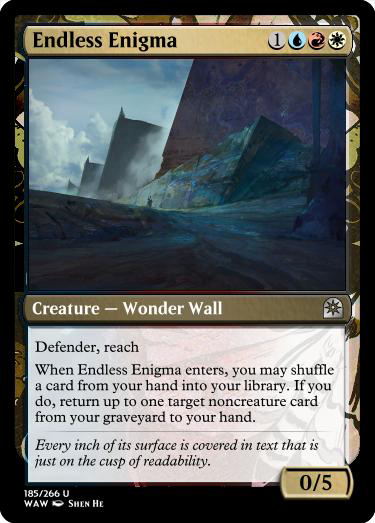 Endless Enigma 1
Creature — Wonder Wall
Defender, reach
When Endless Enigma enters, you may shuffle
a card from your hand into your library. If you
do, return up to one target noncreature card
from your graveyard to your hand.
Every inch of its surface is covered in text that is
just on the cusp of readability.
0/5
185/266 U
WAW SHEN HE